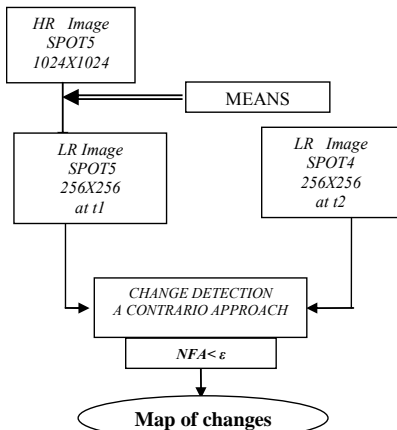 HR Image
SPOT5
1024X1024
MEANS
LR Image
SPOT5
256X256
at t1
LR Image
SPOT4
256X256
at t2
CHANGE DETECTION
A CONTRARIO APPROACH
NFA< ε
Map of changes